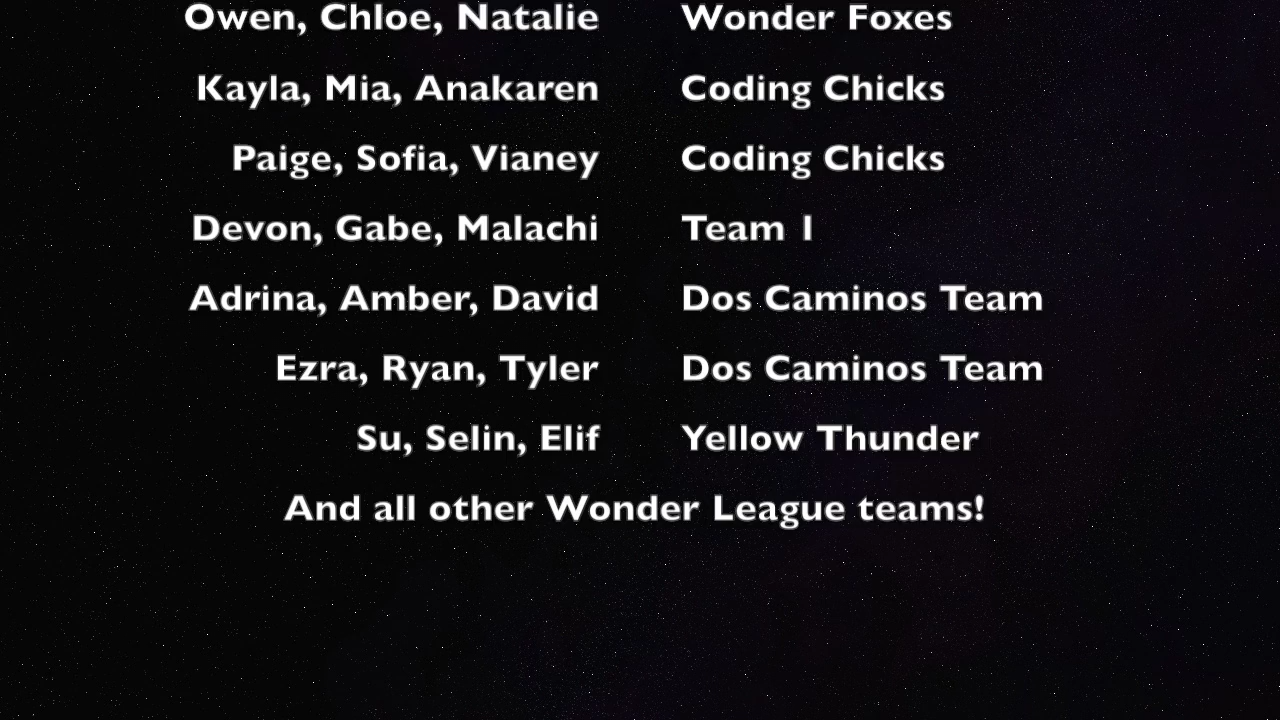 Owen, Chloe, Natalie Wonder Foxes
Kayla, Mia, Anakaren Coding Chicks
Paige, Sofia, Vianey Coding Chicks
Devon, Gabe, Malachi Team 1
Adrina, Amber, David Dos Caminos Team
Ezra, Ryan, Tyler Dos Caminos Team
Su, Selin, Elif Yellow Thunder
And all other Wonder League teams!